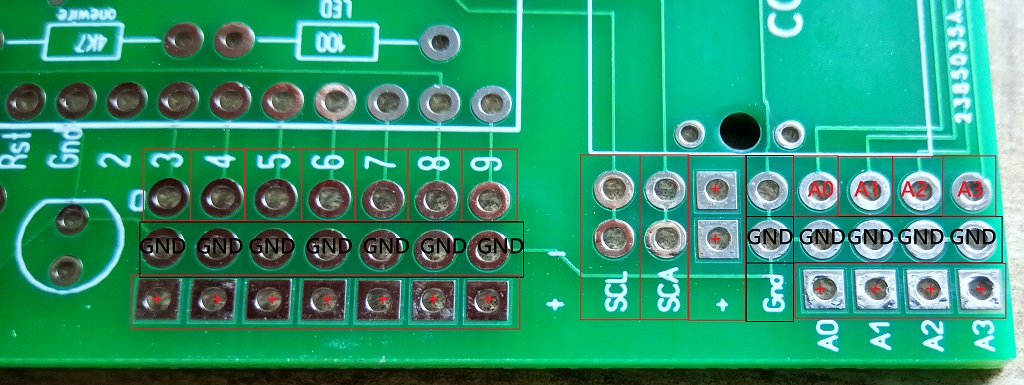 onewire
LED
4K7
100
CO
2385035A
Rst Gnd 2 3 4 5 6 7 8 9
A0 A1 A2 A3
GND GND GND GND GND GND GND GND GND GND GND GND
+ + + + + + + + + + + + +
+ SCL SCA + Gnd A0 A1 A2 A3